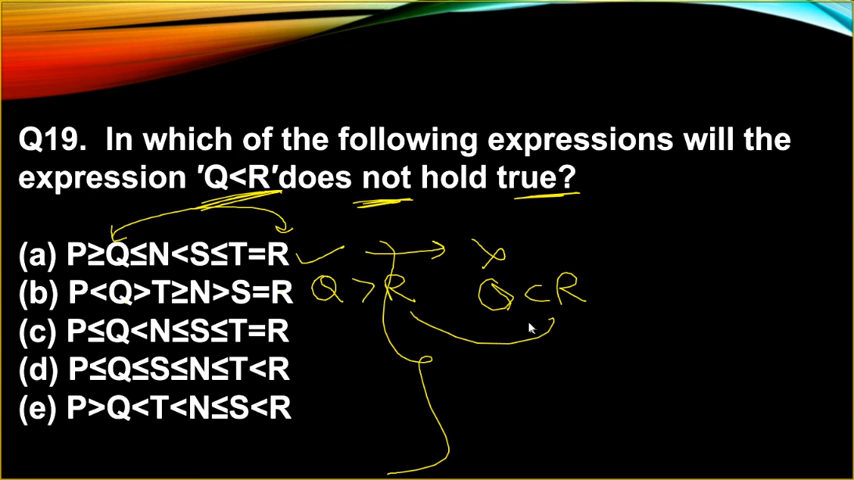 Q19. In which of the following expressions will the
expression 'Q<R'does not hold true?
(a) P≥Q≤N<S≤T=R
(b) P<Q>T≥N>S=R Q > R Q < R
(c) P≤Q<N≤S≤T=R
(d) P≤Q≤S≤N≤T<R
(e) P>Q<T<N≤S<R